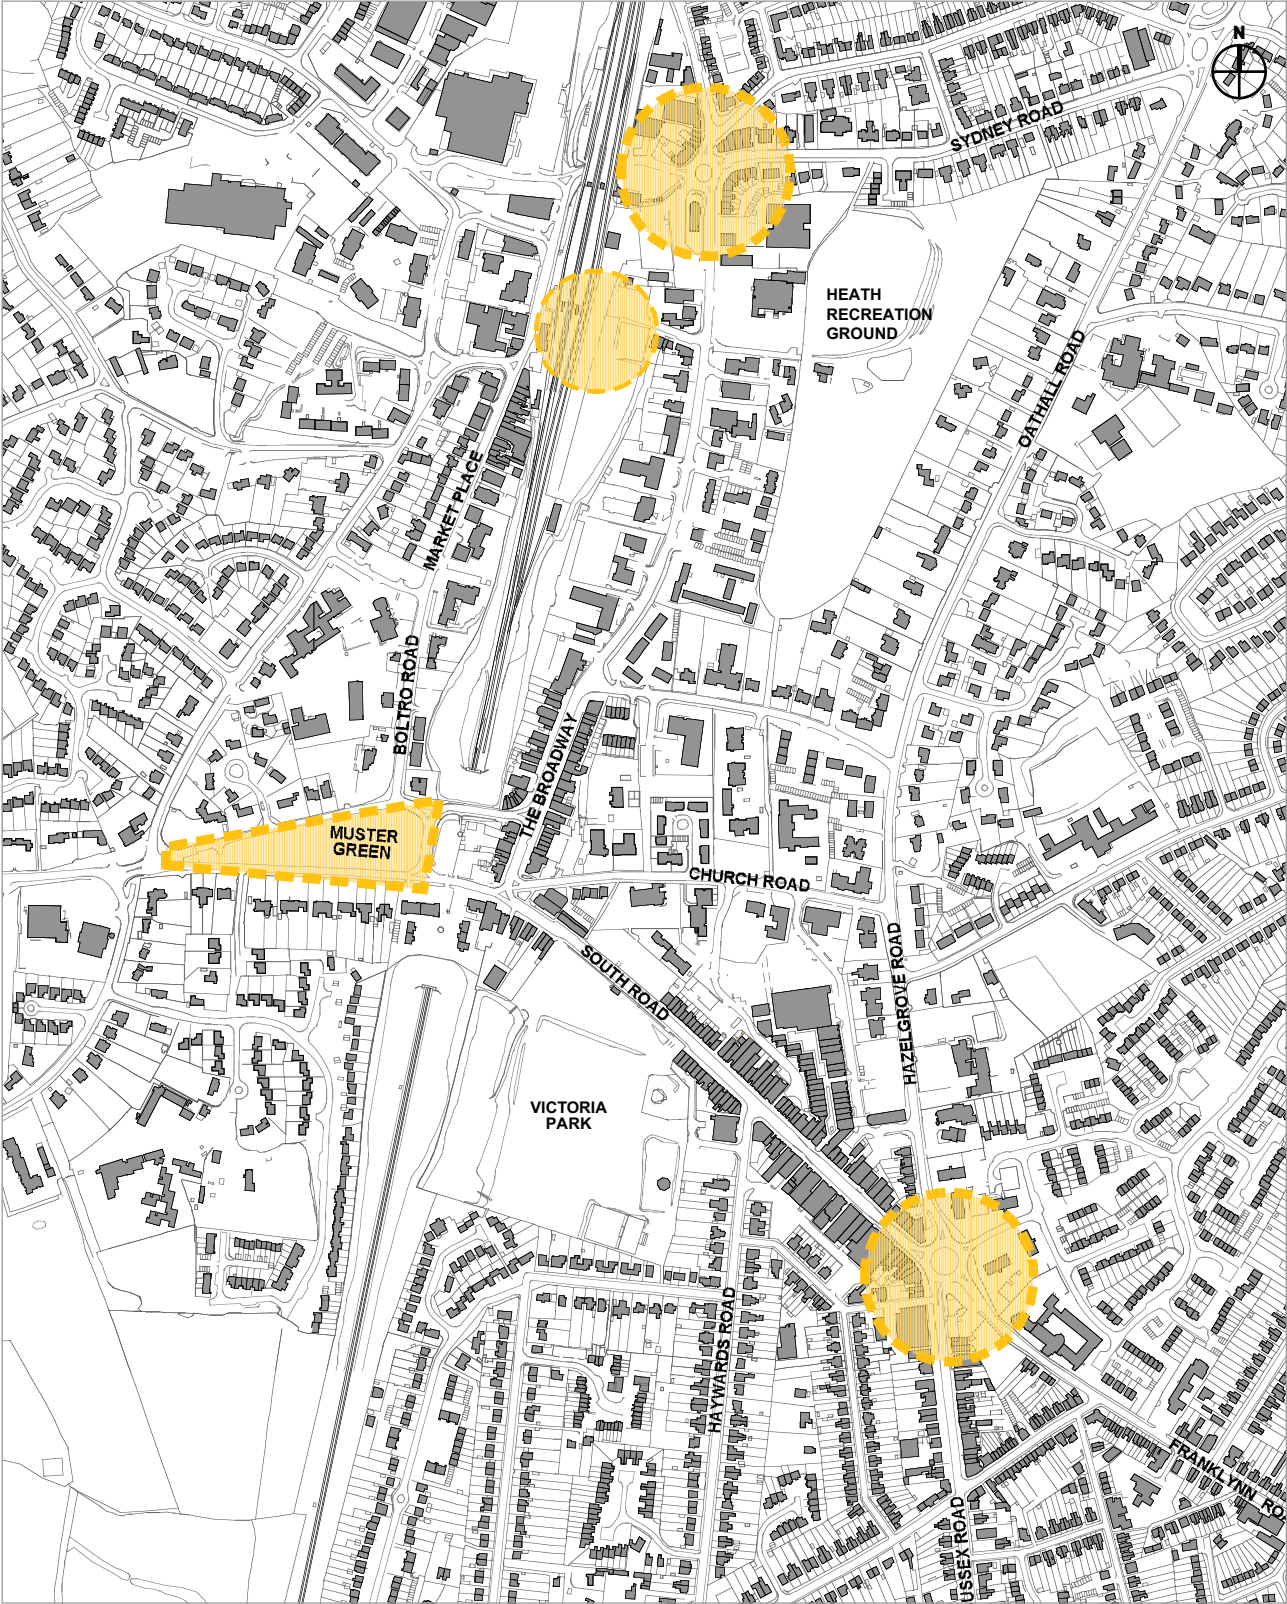 N
SYDNEY ROAD
HEATH
RECREATION
GROUND
OATHALL ROAD
MARKET PLACE
BOLTRO ROAD
THE BROADWAY
MUSTER
GREEN
CHURCH ROAD
SOUTH ROAD
HAZELGROVE ROAD
VICTORIA
PARK
HAYWARDS ROAD
FRANKLYNN RO
USSEX ROAD